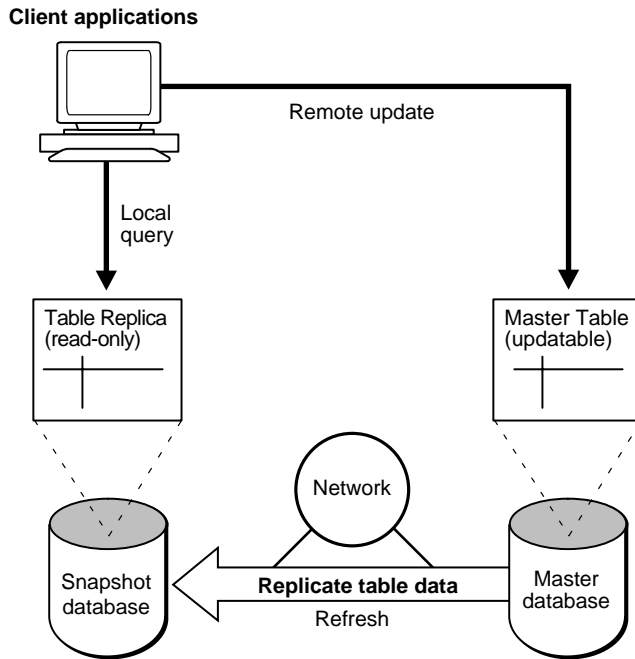 Client applications
Remote update
Local
query
Table Replica
(read-only)
Master Table
(updatable)
Network
Snapshot
database
Replicate table data
Refresh
Master
database